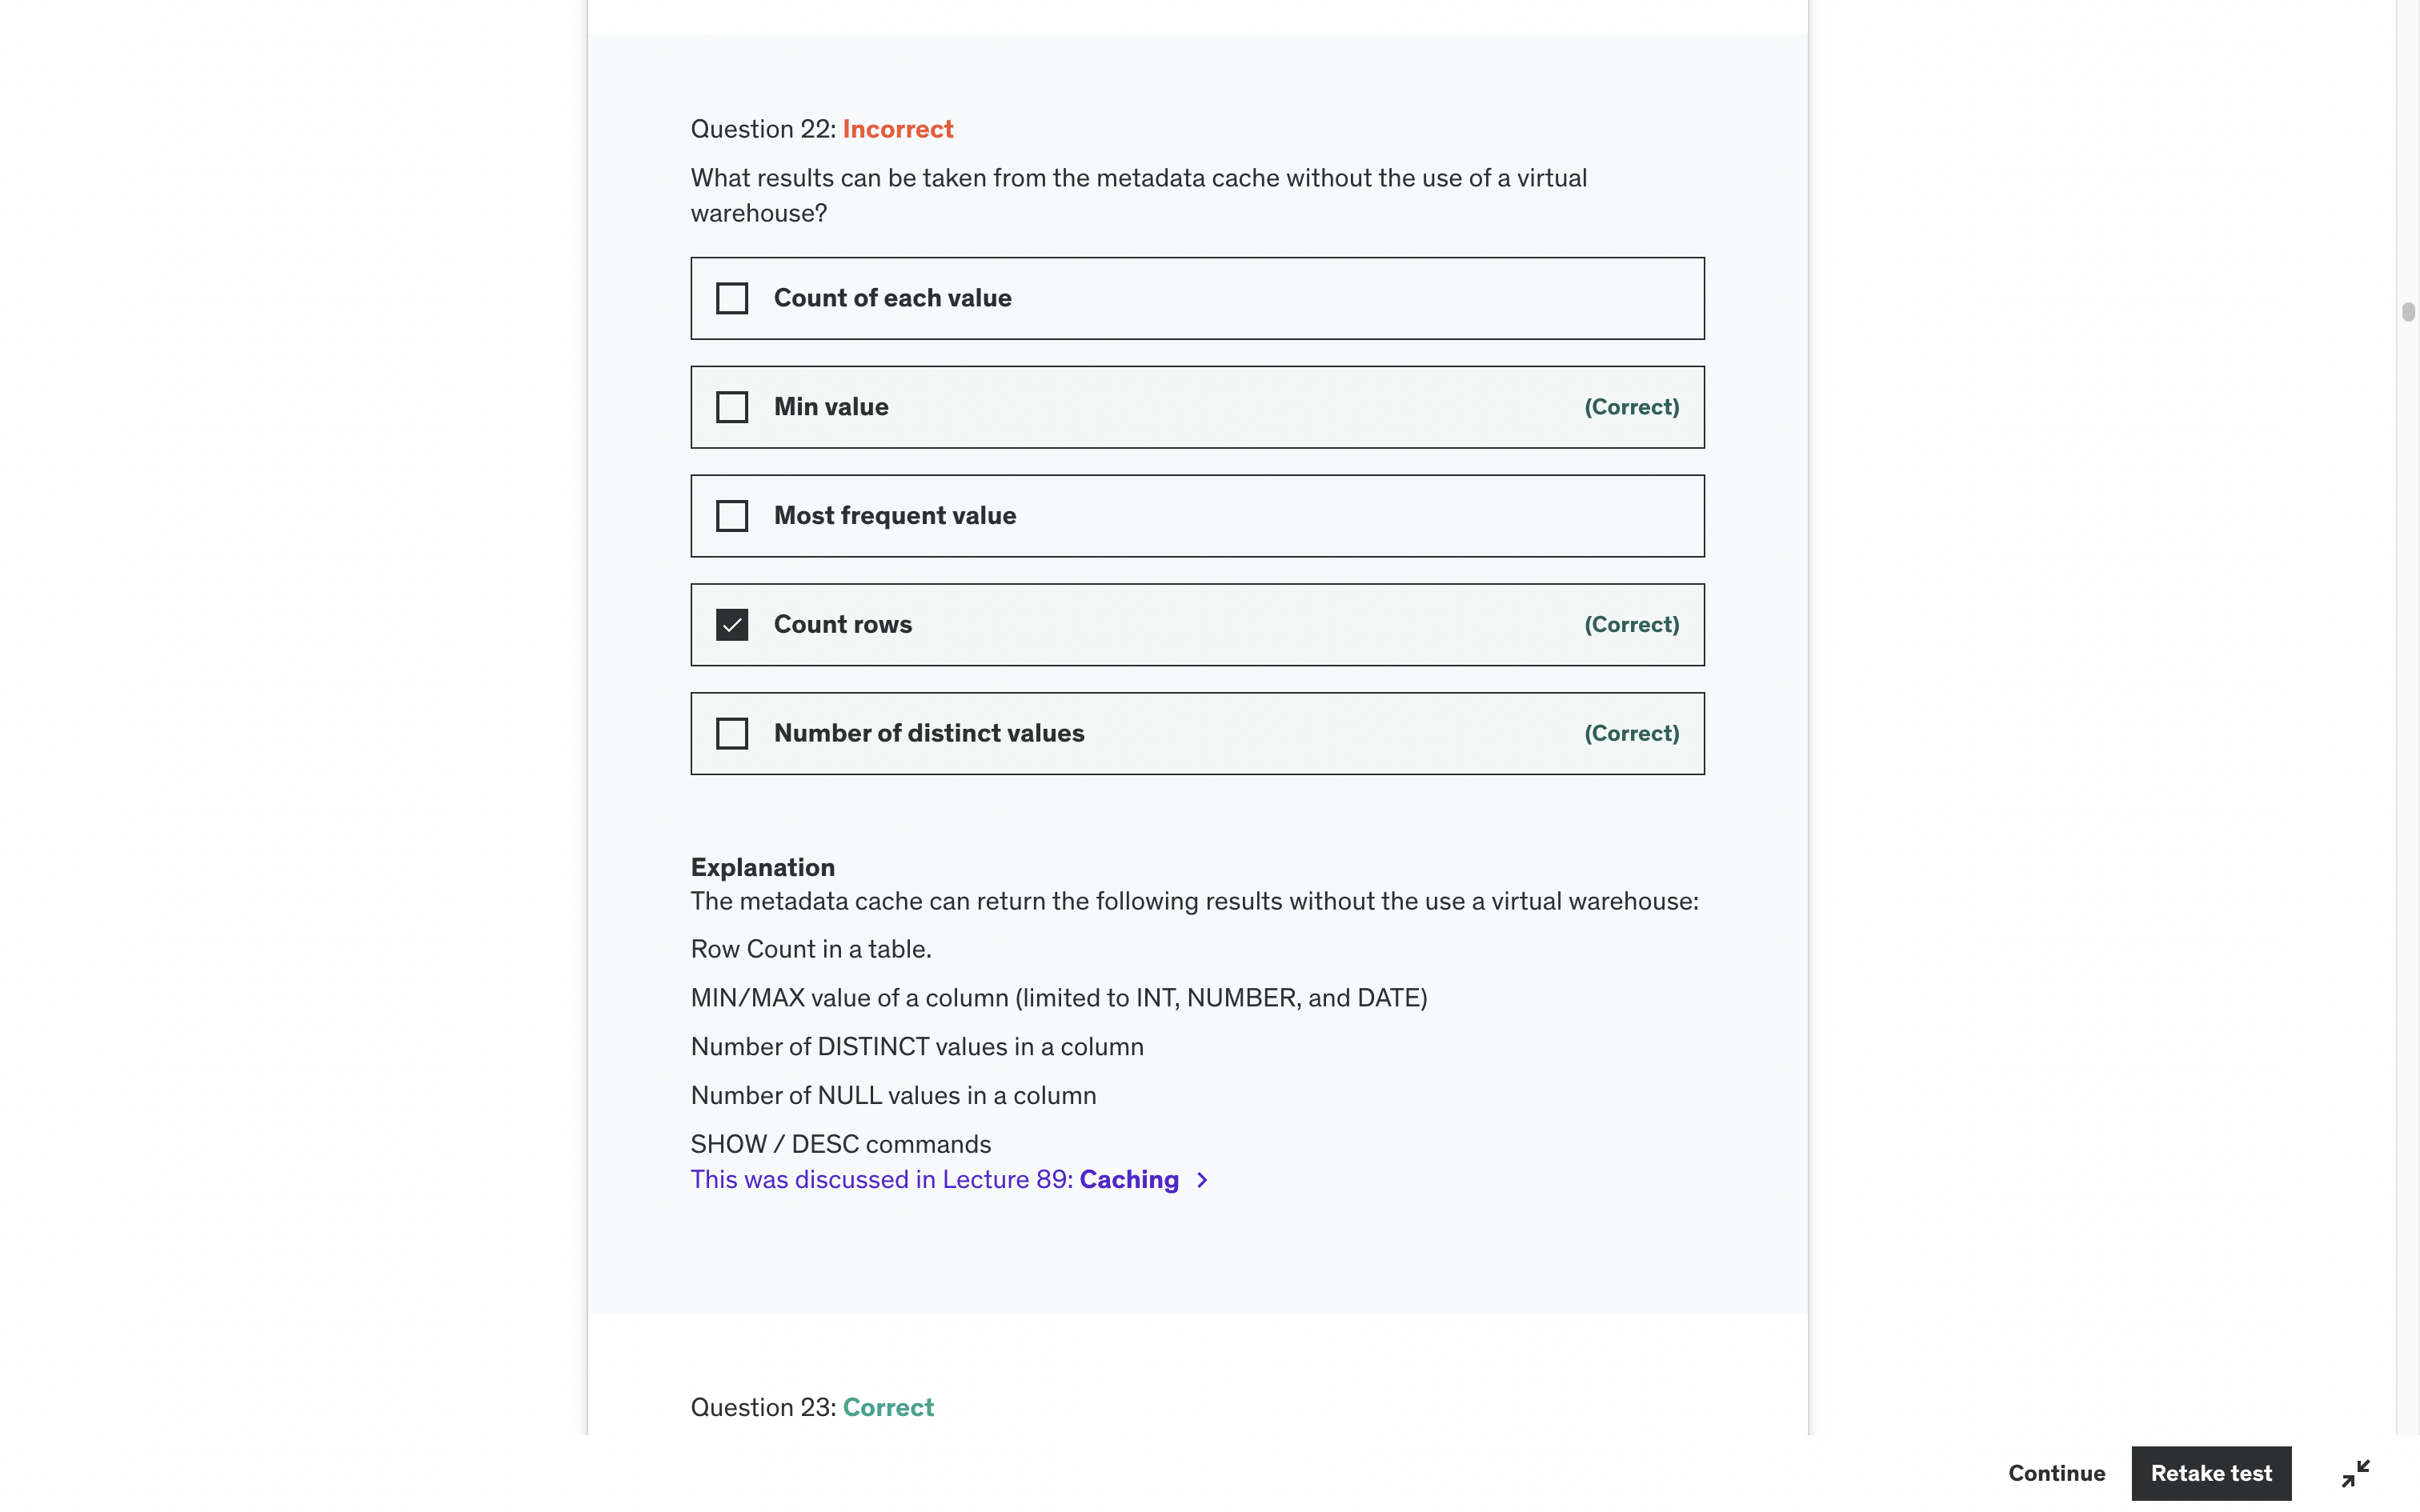 Question 22: Incorrect
What results can be taken from the metadata cache without the use of a virtual
warehouse?
Count of each value
Min value (Correct)
Most frequent value
Count rows (Correct)
Number of distinct values (Correct)
Explanation
The metadata cache can return the following results without the use a virtual warehouse:
Row Count in a table.
MIN/MAX value of a column (limited to INT, NUMBER, and DATE)
Number of DISTINCT values in a column
Number of NULL values in a column
SHOW / DESC commands
This was discussed in Lecture 89: Caching
Question 23: Correct
Continue Retake test